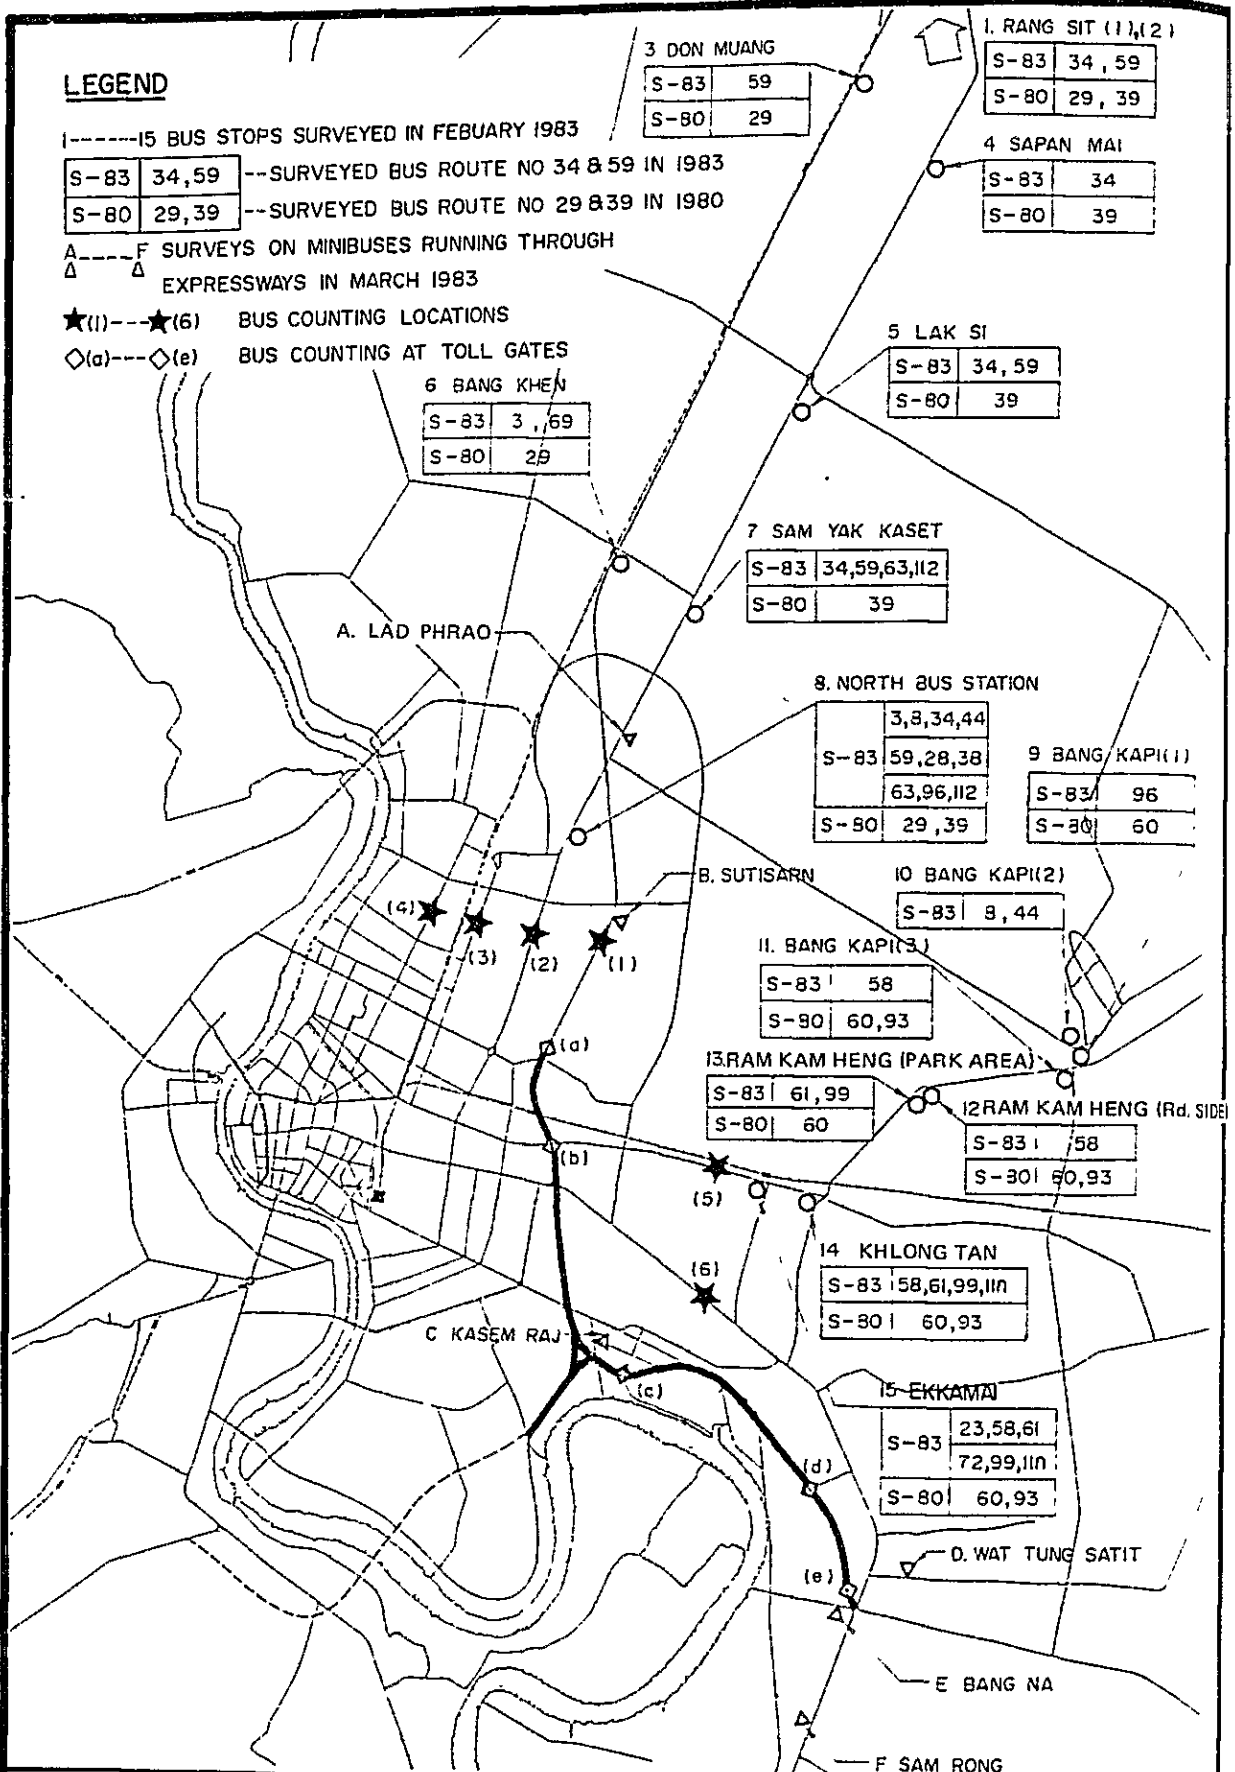 LEGEND
1------15 BUS STOPS SURVEYED IN FEBUARY 1983
S-83 34,59 --SURVEYED BUS ROUTE NO 34 & 59 IN 1983
S-80 29,39 --SURVEYED BUS ROUTE NO 29 & 39 IN 1980
A----F SURVEYS ON MINIBUSES RUNNING THROUGH
EXPRESSWAYS IN MARCH 1983
★(1)---★(6) BUS COUNTING LOCATIONS
◇(a)---◇(e) BUS COUNTING AT TOLL GATES
3 DON MUANG
S-83 59
S-80 29
1. RANG SIT (1),(2)
S-83 34, 59
S-80 29, 39
4 SAPAN MAI
S-83 34
S-80 39
5 LAK SI
S-83 34, 59
S-80 39
6 BANG KHEN
S-83 3, 69
S-80 29
7 SAM YAK KASET
S-83 34,59,63,112
S-80 39
A. LAD PHRAO
8. NORTH BUS STATION
3,8,34,44
S-83 59,28,38
63,96,112
S-80 29,39
9 BANG KAPI(1)
S-83 96
S-80 60
B. SUTISARN
10 BANG KAPI(2)
S-83 8, 44
(4)
(3)
(2)
(1)
11. BANG KAPI(3)
S-83 58
S-80 60,93
(a)
13.RAM KAM HENG (PARK AREA)
S-83 61,99
S-80 60
12 RAM KAM HENG (Rd. SIDE)
S-83 58
S-80 60,93
(b)
(5)
14 KHLONG TAN
S-83 58,61,99,110
S-80 60,93
(6)
C KASEM RAJ
(c)
15 EKKAMAI
S-83 23,58,61
72,99,110
S-80 60,93
(d)
D. WAT TUNG SATIT
(e)
E BANG NA
F SAM RONG